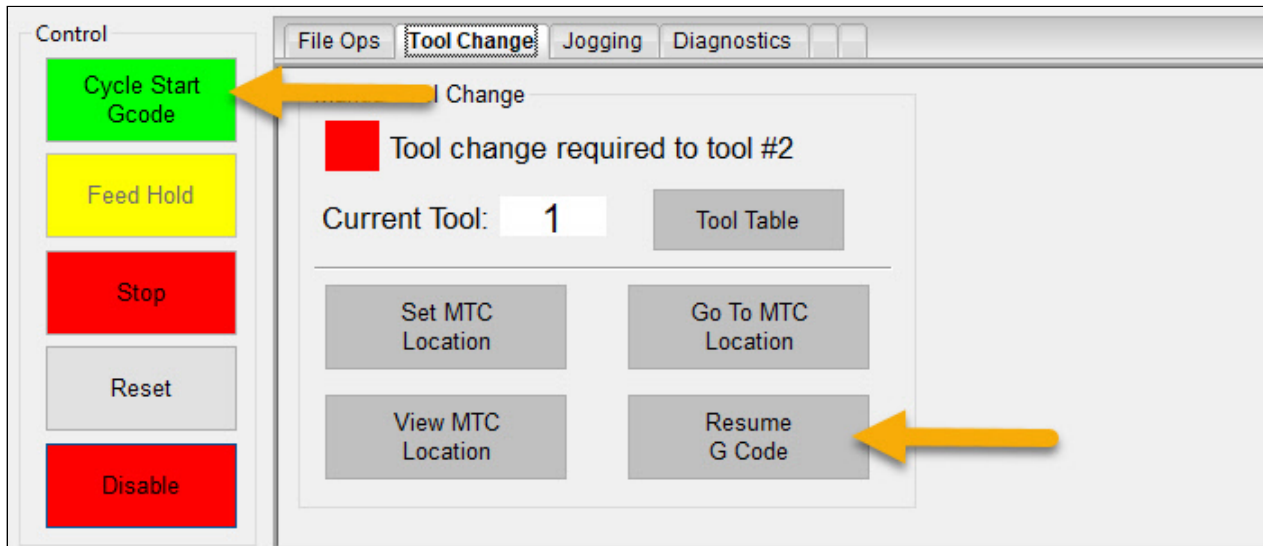 Control
Cycle Start
Gcode
Feed Hold
Stop
Reset
Disable
File Ops
Tool Change
Jogging
Diagnostics
Change
Tool change required to tool #2
Current Tool:
1
Tool Table
Set MTC
Location
Go To MTC
Location
View MTC
Location
Resume
G Code